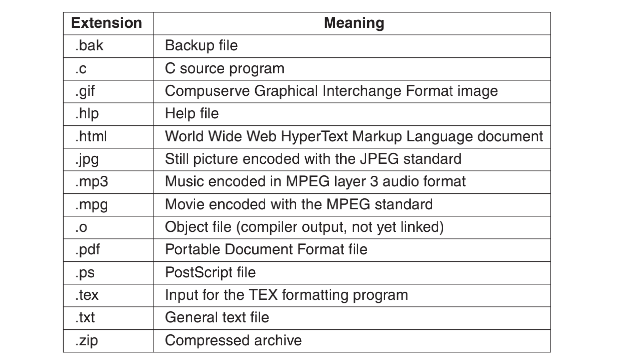 Extension Meaning
.bak Backup file
.c C source program
.gif Compuserve Graphical Interchange Format image
.hlp Help file
.html World Wide Web HyperText Markup Language document
.jpg Still picture encoded with the JPEG standard
.mp3 Music encoded in MPEG layer 3 audio format
.mpg Movie encoded with the MPEG standard
.o Object file (compiler output, not yet linked)
.pdf Portable Document Format file
.ps PostScript file
.tex Input for the TEX formatting program
.txt General text file
.zip Compressed archive